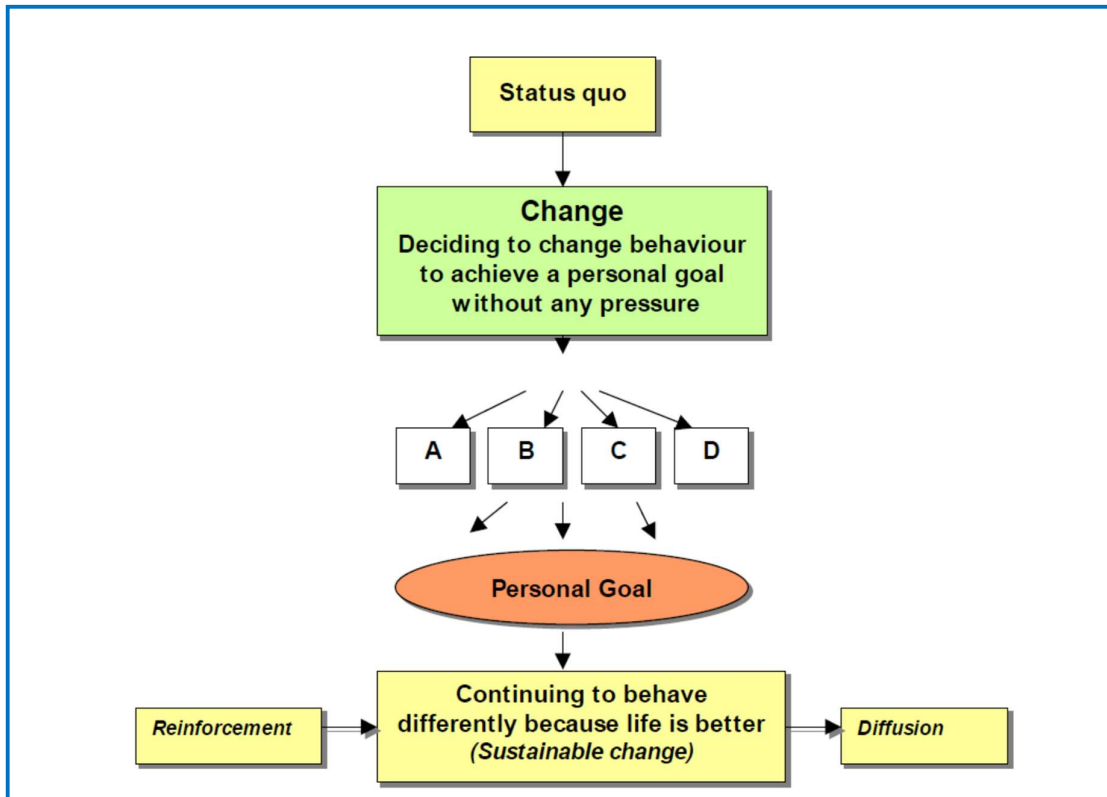 Status quo
Change
Deciding to change behaviour
to achieve a personal goal
without any pressure
A B C D
Personal Goal
Continuing to behave
differently because life is better
(Sustainable change)
Reinforcement
Diffusion